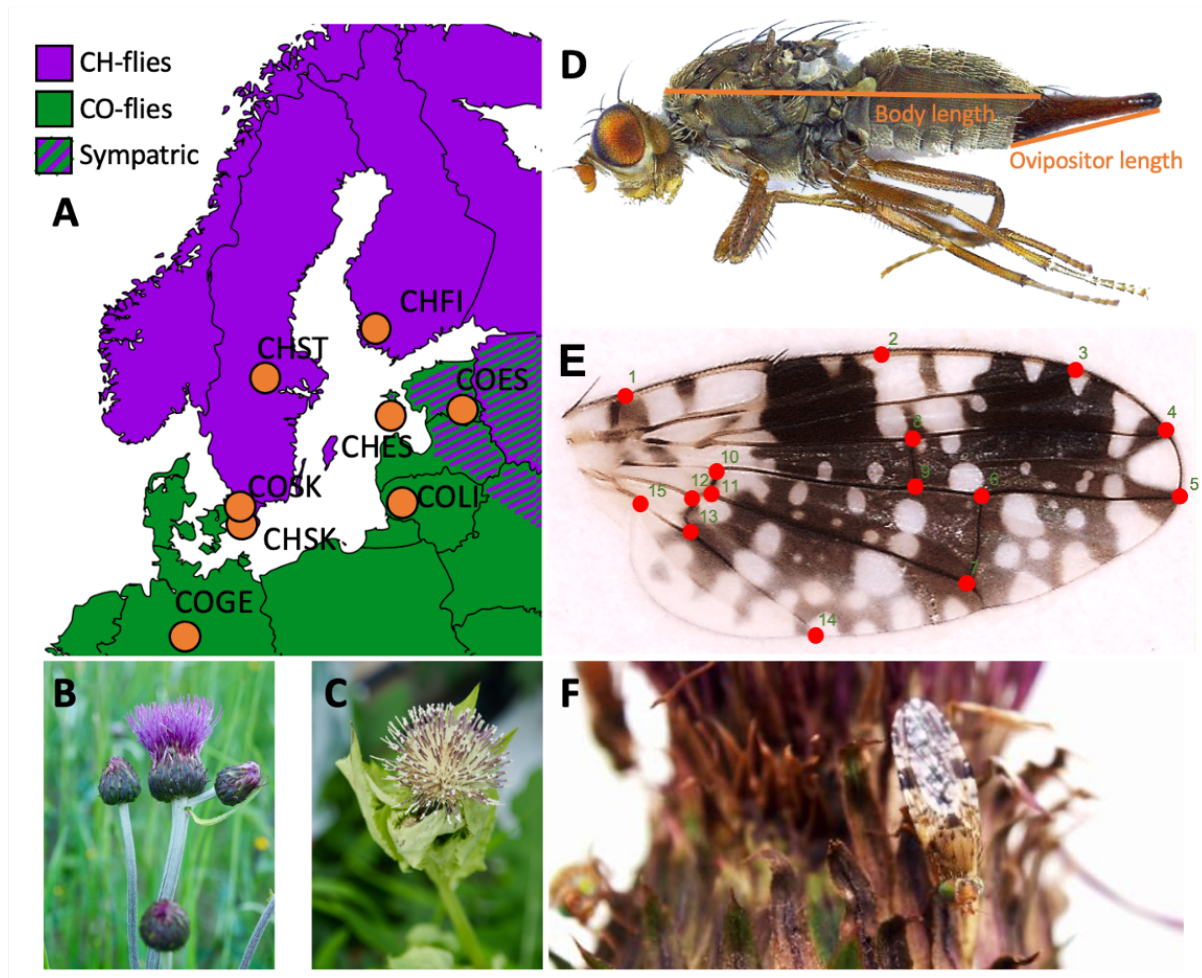 CH-flies
CO-flies
Sympatric
A
CHFI
CHST
COES
CHES
COSK
COLI
CHSK
COGE
B
C
D
Body length
Ovipositor length
E
1
2
3
4
5
6
7
8
9
10
11
12
13
14
15
F